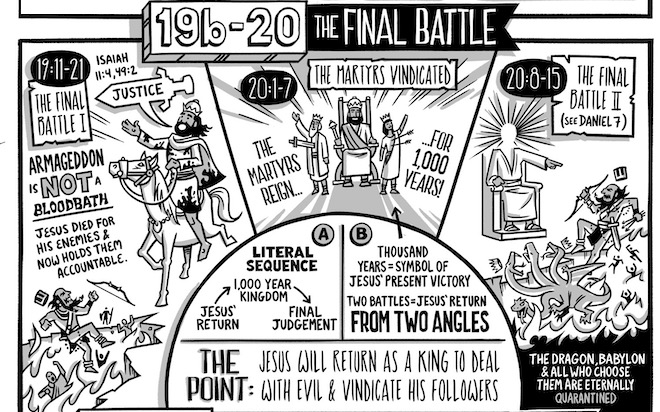 19b-20
THE FINAL BATTLE
19:11-21
ISAIAH
11:4, 49:2
JUSTICE
THE FINAL
BATTLE I
ARMAGEDDON
IS NOT A
BLOODBATH
JESUS DIED FOR
HIS ENEMIES &
NOW HOLDS THEM
ACCOUNTABLE.
20:1-7
THE MARTYRS VINDICATED
THE
MARTYRS
REIGN...
...FOR
1,000
YEARS!
20:8-15
THE FINAL
BATTLE II
(SEE DANIEL 7)
A
LITERAL
SEQUENCE
1,000 YEAR
KINGDOM
JESUS'
RETURN
FINAL
JUDGEMENT
B
THOUSAND
YEARS = SYMBOL OF
JESUS' PRESENT VICTORY
TWO BATTLES = JESUS' RETURN
FROM TWO ANGLES
THE
POINT:
JESUS WILL RETURN AS A KING TO DEAL
WITH EVIL & VINDICATE HIS FOLLOWERS
THE DRAGON, BABYLON
& ALL WHO CHOOSE
THEM ARE ETERNALLY
QUARANTINED